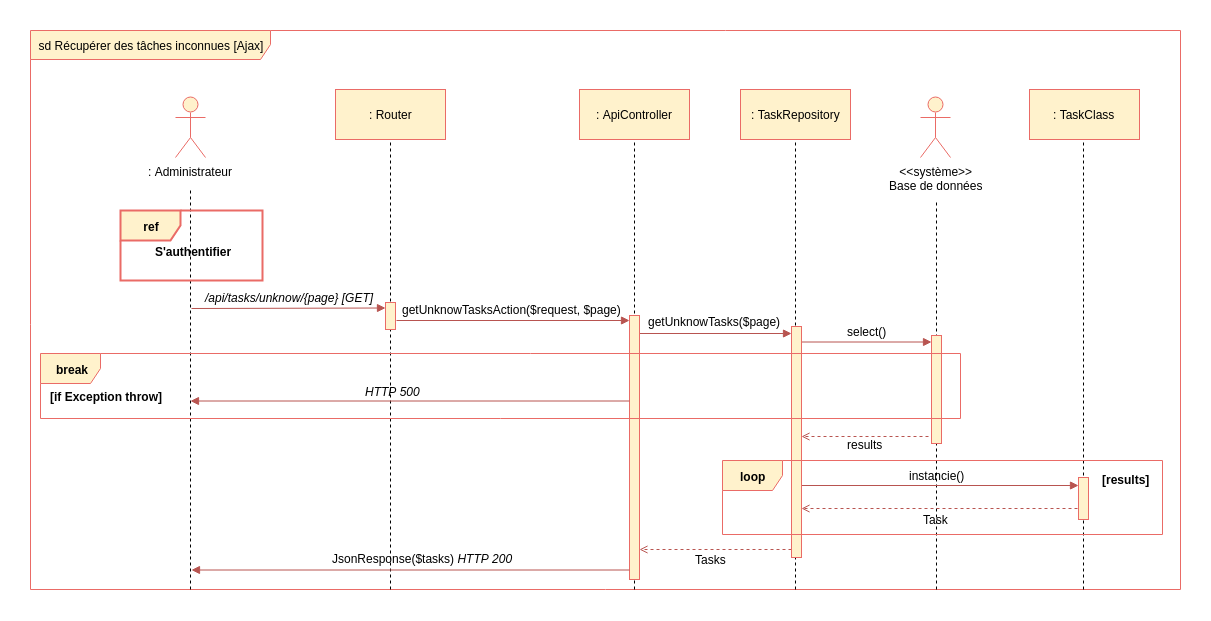 sd Récupérer des tâches inconnues [Ajax]
: Router
: ApiController
: TaskRepository
: TaskClass
: Administrateur
<<système>>
Base de données
ref
S'authentifier
/api/tasks/unknow/{page} [GET]
getUnknowTasksAction($request, $page)
getUnknowTasks($page)
select()
break
[if Exception throw]
HTTP 500
results
loop
instancie()
[results]
Task
Tasks
JsonResponse($tasks) HTTP 200